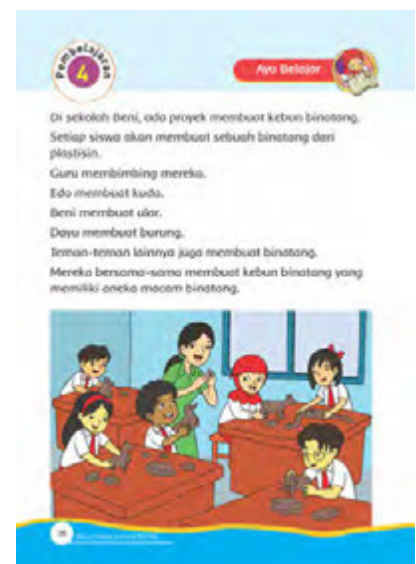 Pembelajaran
4
Ayo Belajar
Di sekolah Beni, ada proyek membuat kebun binatang.
Setiap siswa akan membuat sebuah binatang dari
plastisin.
Guru membimbing mereka.
Edo membuat kuda.
Beni membuat ular.
Dayu membuat burung.
Teman-teman lainnya juga membuat binatang.
Mereka bersama-sama membuat kebun binatang yang
memiliki aneka macam binatang.